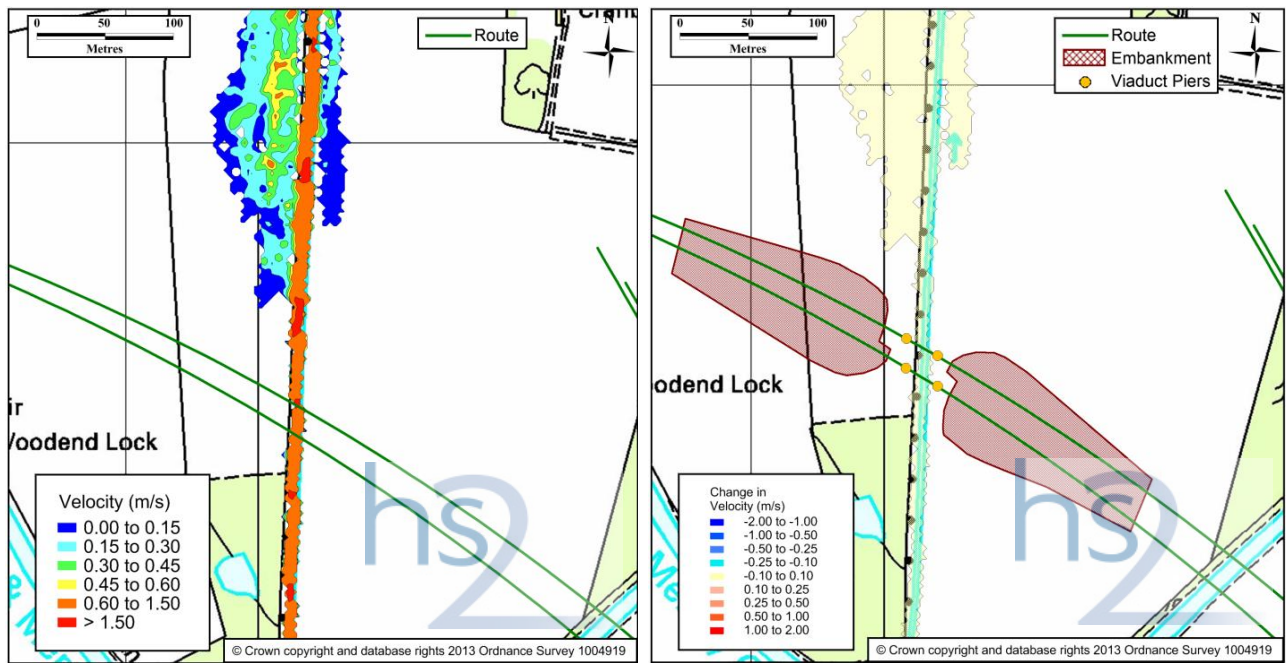 0 50 100
Metres
Route
N
Velocity (m/s)
0.00 to 0.15
0.15 to 0.30
0.30 to 0.45
0.45 to 0.60
0.60 to 1.50
> 1.50
ir
Woodend Lock
hs2
© Crown copyright and database rights 2013 Ordnance Survey 1004919
0 50 100
Metres
Route
Embankment
Viaduct Piers
N
odend Lock
Change in
Velocity (m/s)
-2.00 to -1.00
-1.00 to -0.50
-0.50 to -0.25
-0.25 to -0.10
-0.10 to 0.10
0.10 to 0.25
0.25 to 0.50
0.50 to 1.00
1.00 to 2.00
hs2
© Crown copyright and database rights 2013 Ordnance Survey 1004919